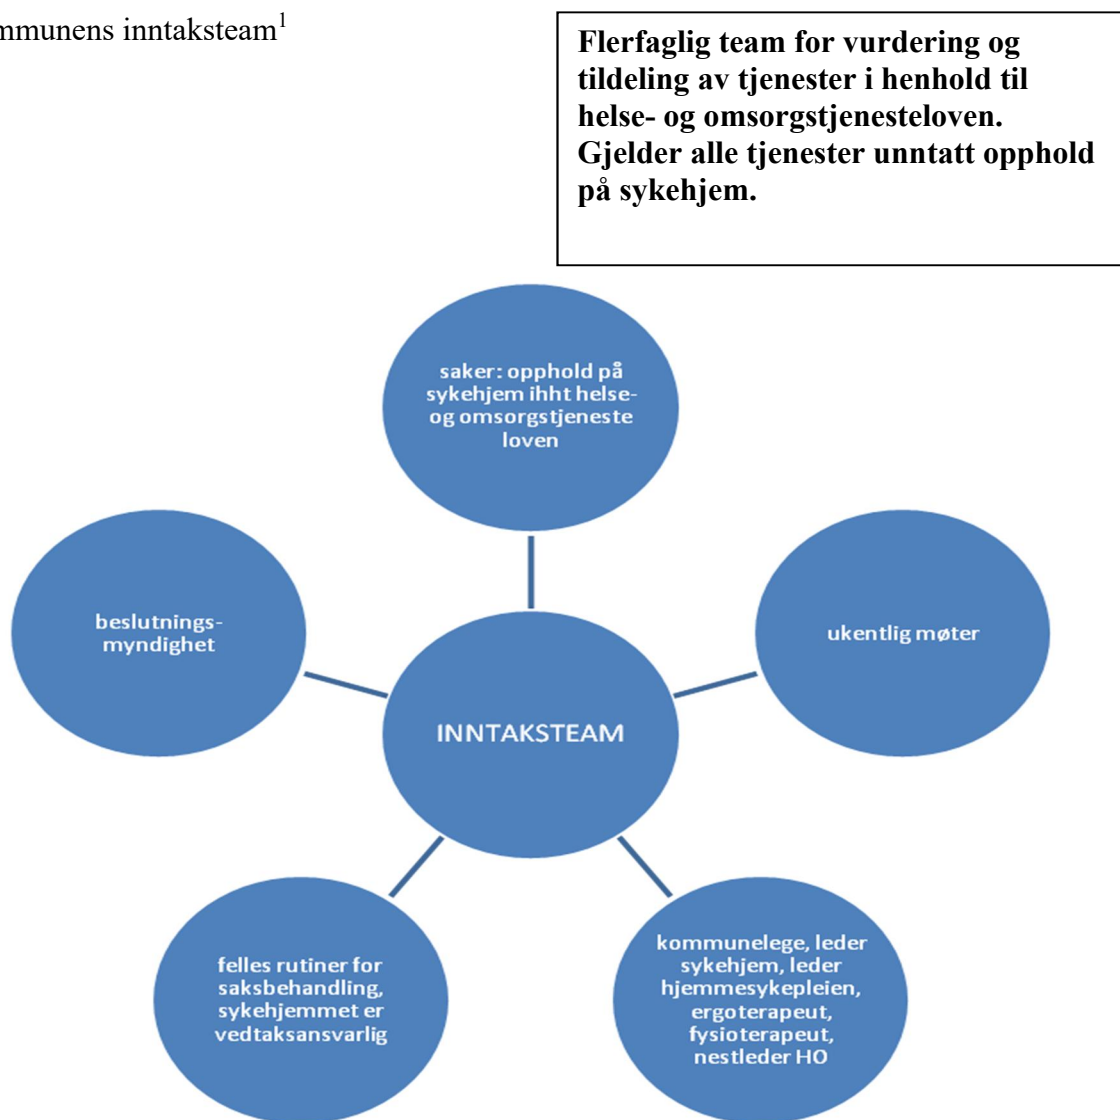 mmunens inntaksteam1
Flerfaglig team for vurdering og
tildeling av tjenester i henhold til
helse- og omsorgstjenesteloven.
Gjelder alle tjenester unntatt opphold
på sykehjem.
saker: opphold på
sykehjem ihht helse-
og omsorgstjeneste
loven
beslutnings-
myndighet
ukentlig møter
INNTAKSTEAM
felles rutiner for
saksbehandling,
sykehjemmet er
vedtaksansvarlig
kommunelege, leder
sykehjem, leder
hjemmesykepleien,
ergoterapeut,
fysioterapeut,
nestleder HO